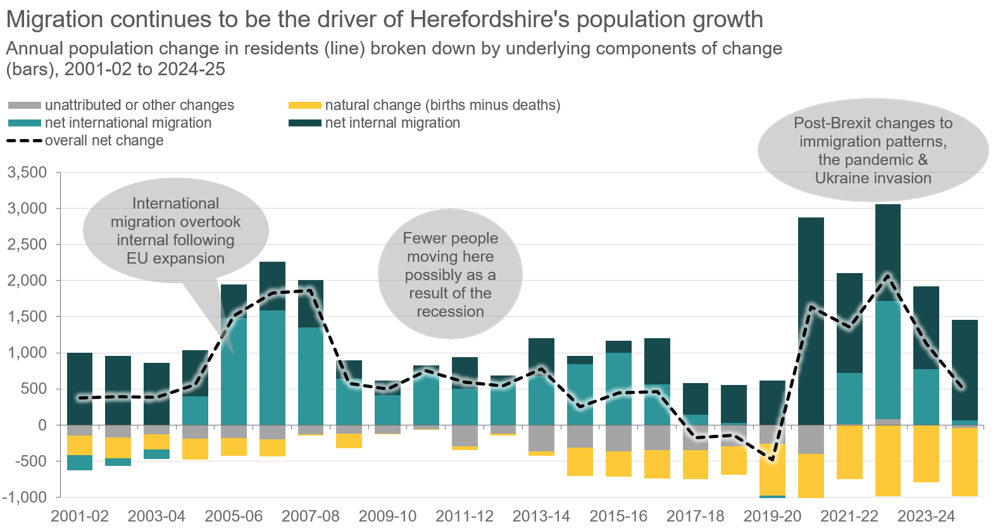 Migration continues to be the driver of Herefordshire's population growth
Annual population change in residents (line) broken down by underlying components of change
(bars), 2001-02 to 2024-25
unattributed or other changes
natural change (births minus deaths)
net international migration
net internal migration
overall net change
Post-Brexit changes to
immigration patterns,
the pandemic &
Ukraine invasion
International
migration overtook
internal following
EU expansion
Fewer people
moving here
possibly as a
result of the
recession
3,500
3,000
2,500
2,000
1,500
1,000
500
0
-500
-1,000
2001-02
2003-04
2005-06
2007-08
2009-10
2011-12
2013-14
2015-16
2017-18
2019-20
2021-22
2023-24